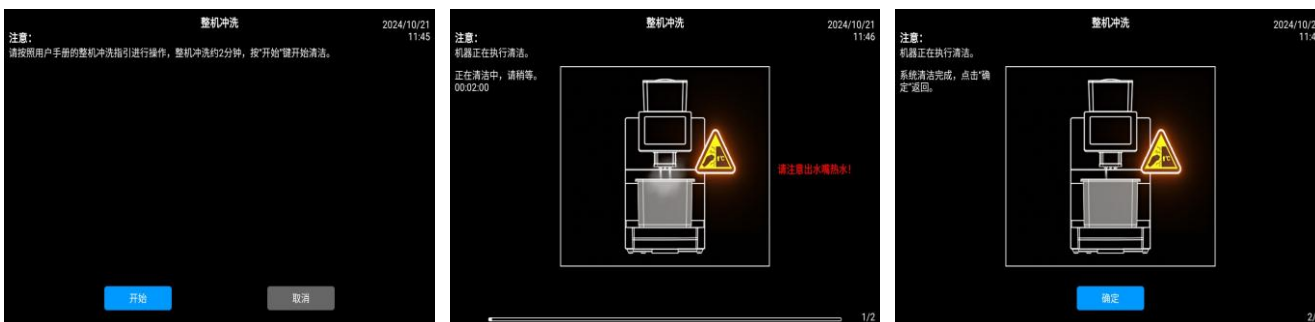 整机冲洗
2024/10/21
11:45
注意:
请按照用户手册的整机冲洗指引进行操作，整机冲洗约2分钟，按"开始"键开始清洁。
开始
取消
整机冲洗
2024/10/21
11:46
注意:
机器正在执行清洁。
正在清洁中，请稍等。
00:02:00
℃
请注意出水嘴热水!
1/2
整机冲洗
2024/10/2
11:4
注意:
机器正在执行清洁。
系统清洁完成，点击"确
定"返回。
℃
确定
2/